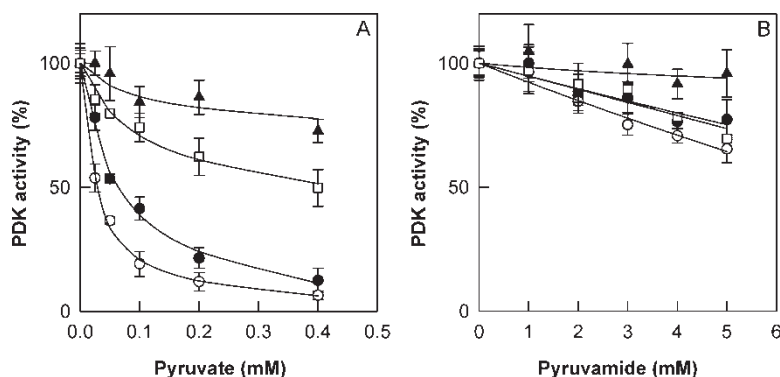 A
B
PDK activity (%)
100
50
0
0.0 0.1 0.2 0.3 0.4 0.5
Pyruvate (mM)
PDK activity (%)
100
50
0
0 1 2 3 4 5 6
Pyruvamide (mM)